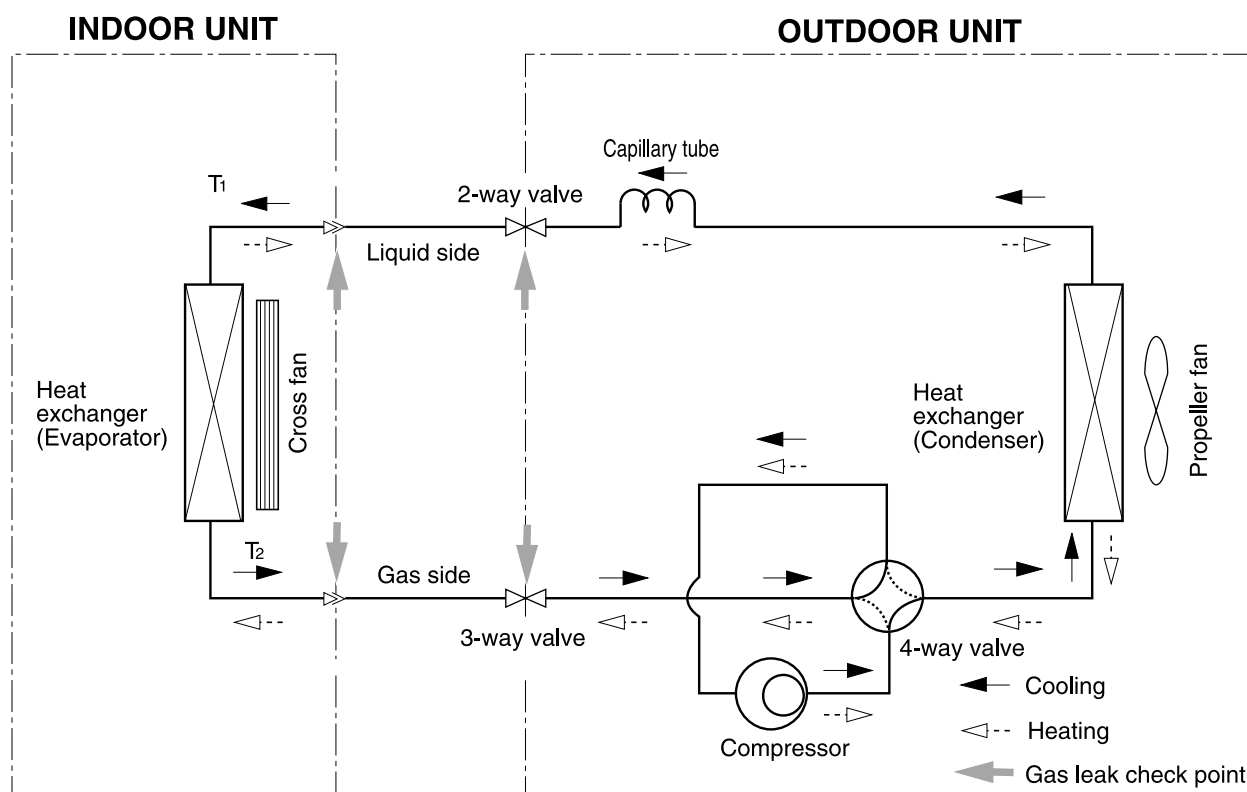 INDOOR UNIT
OUTDOOR UNIT
Capillary tube
T1
2-way valve
Liquid side
Heat
exchanger
(Evaporator)
Cross fan
Heat
exchanger
(Condenser)
Propeller fan
T2
Gas side
3-way valve
4-way valve
Compressor
Cooling
Heating
Gas leak check point